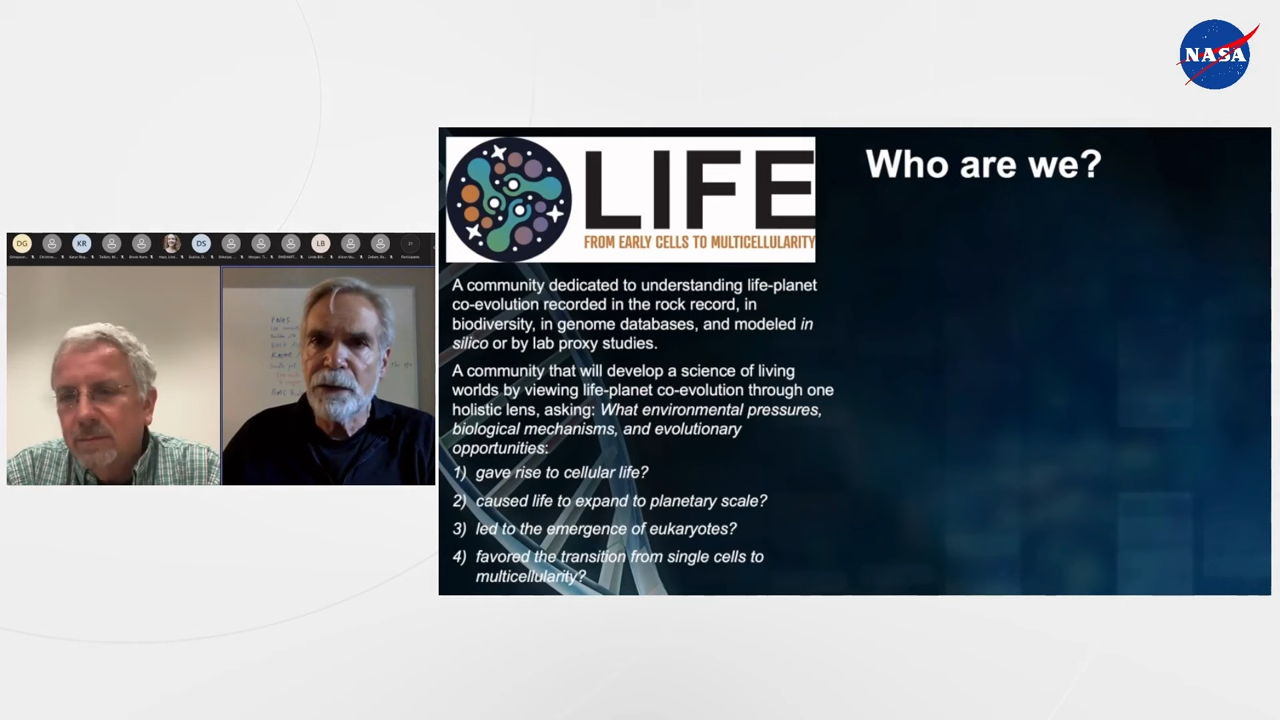 NASA
DG
KR
DS
LB
LIFE
FROM EARLY CELLS TO MULTICELLULARITY
Who are we?
A community dedicated to understanding life-planet
co-evolution recorded in the rock record, in
biodiversity, in genome databases, and modeled in
silico or by lab proxy studies.
A community that will develop a science of living
worlds by viewing life-planet co-evolution through one
holistic lens, asking: What environmental pressures,
biological mechanisms, and evolutionary
opportunities:
1) gave rise to cellular life?
2) caused life to expand to planetary scale?
3) led to the emergence of eukaryotes?
4) favored the transition from single cells to
multicellularity?